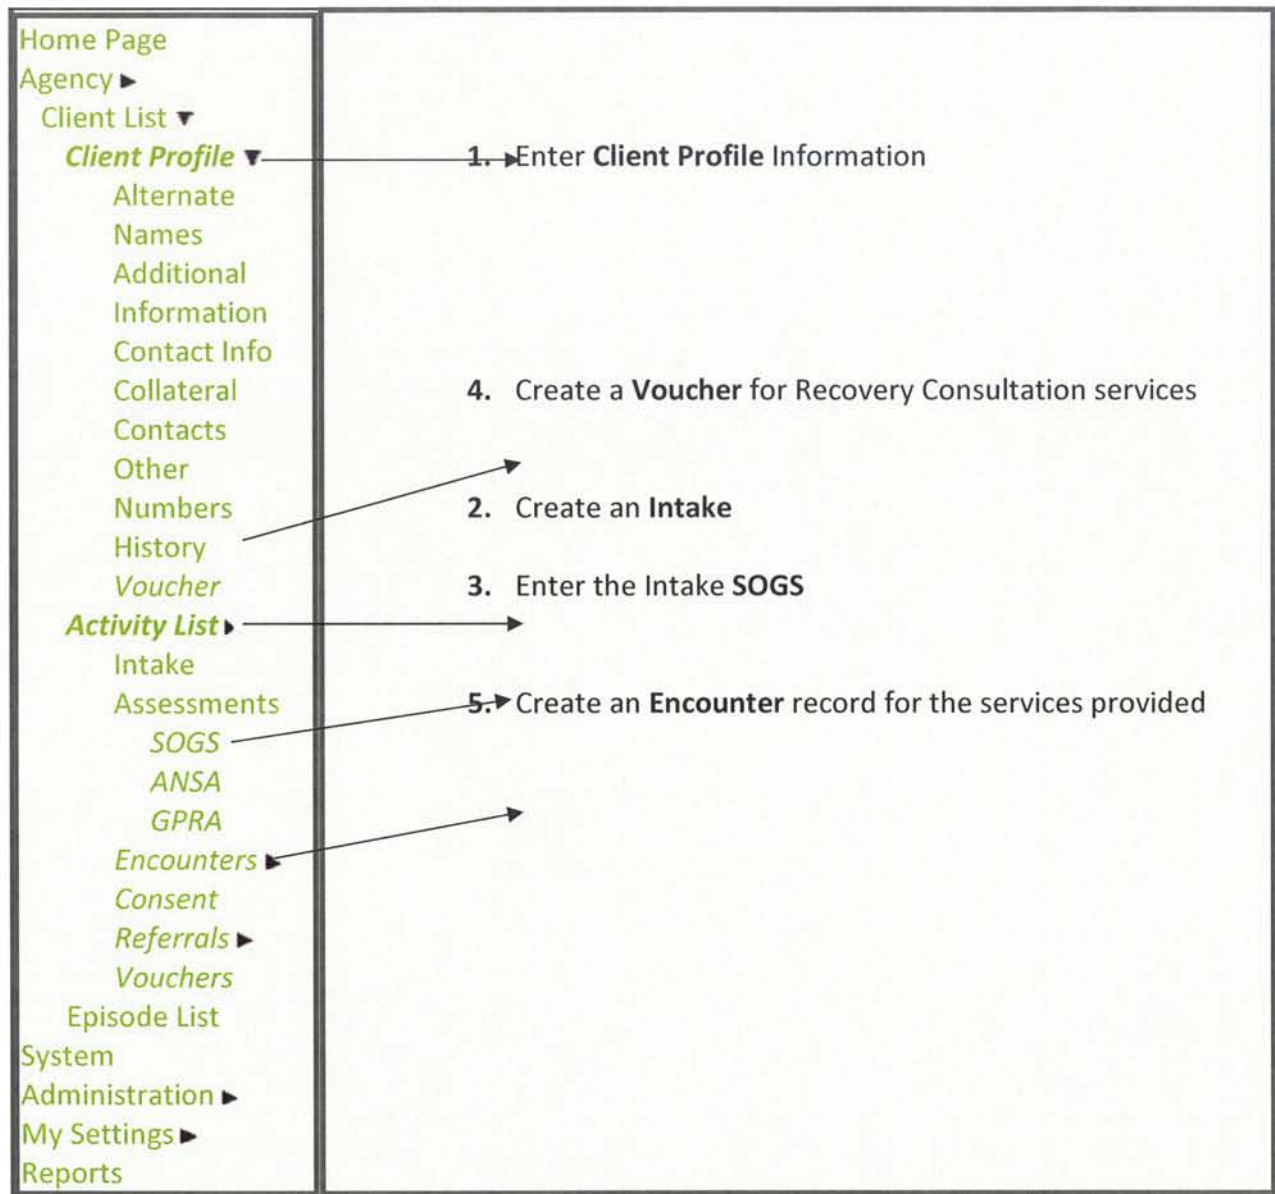 Home Page
Agency ►
Client List ▼
Client Profile ▼
Alternate
Names
Additional
Information
Contact Info
Collateral
Contacts
Other
Numbers
History
Voucher
Activity List ►
Intake
Assessments
SOGS
ANSA
GPRA
Encounters ►
Consent
Referrals ►
Vouchers
Episode List
System
Administration ►
My Settings ►
Reports
1. Enter Client Profile Information
4. Create a Voucher for Recovery Consultation services
2. Create an Intake
3. Enter the Intake SOGS
5. Create an Encounter record for the services provided